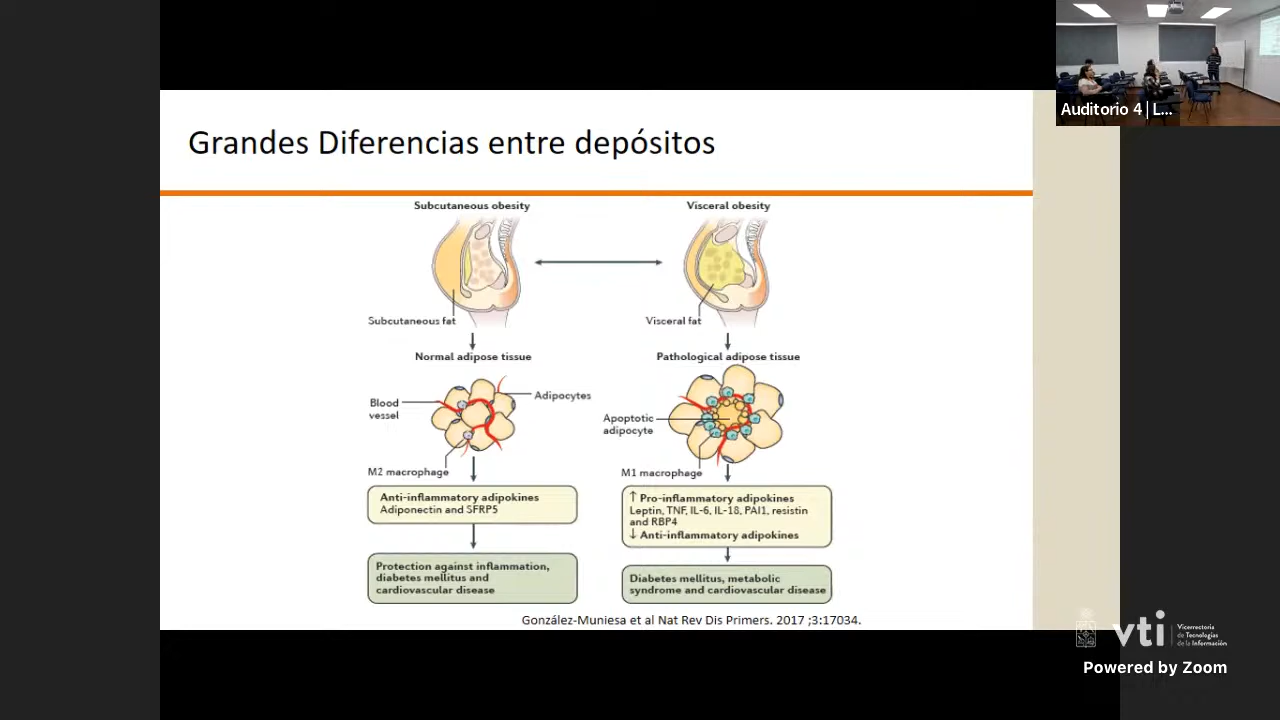 Auditorio 4 | L...
Grandes Diferencias entre depósitos
Subcutaneous obesity
Visceral obesity
Subcutaneous fat
Visceral fat
Normal adipose tissue
Pathological adipose tissue
Blood
vessel
Adipocytes
Apoptotic
adipocyte
M2 macrophage
M1 macrophage
Anti-inflammatory adipokines
Adiponectin and SFRP5
↑ Pro-inflammatory adipokines
Leptin, TNF, IL-6, IL-18, PAI1, resistin
and RBP4
↓ Anti-inflammatory adipokines
Protection against inflammation,
diabetes mellitus and
cardiovascular disease
Diabetes mellitus, metabolic
syndrome and cardiovascular disease
González-Muniesa et al Nat Rev Dis Primers. 2017 ;3:17034.
vti
Vicerrectoría
de Tecnologías
de la Información
Powered by Zoom